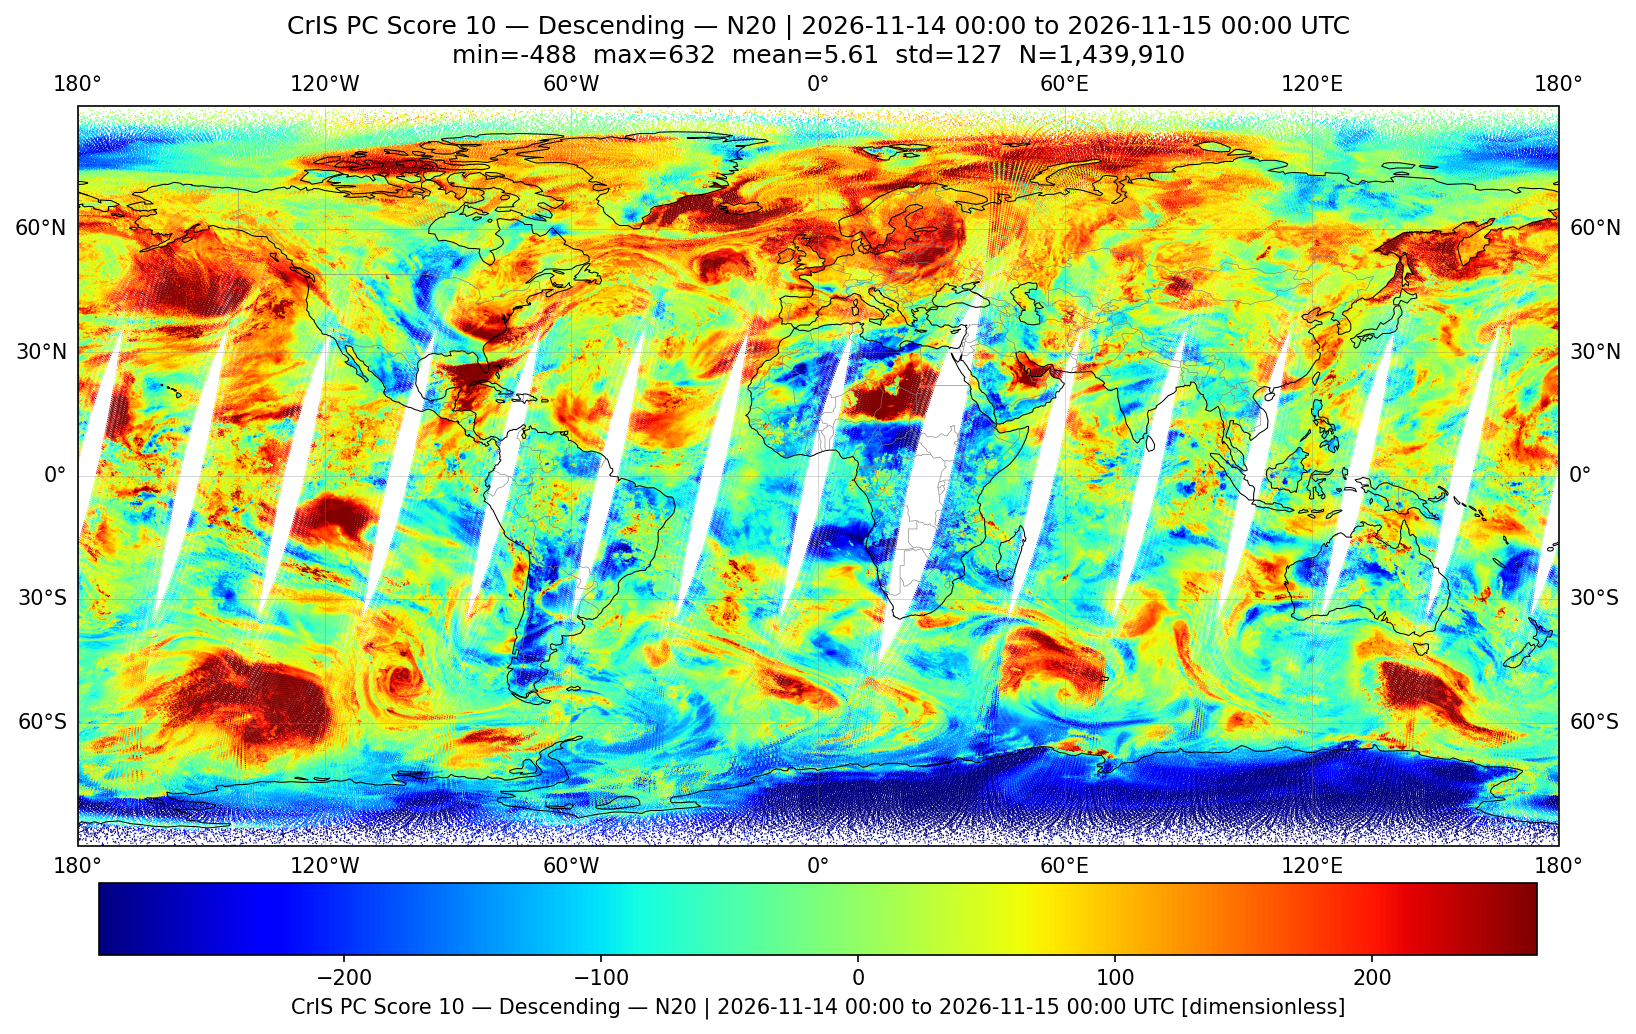 CrIS PC Score 10 — Descending — N20 | 2026-11-14 00:00 to 2026-11-15 00:00 UTC
min=-488  max=632  mean=5.61  std=127  N=1,439,910
180° 120°W 60°W 0° 60°E 120°E 180°
60°N 60°N
30°N 30°N
0° 0°
30°S 30°S
60°S 60°S
180° 120°W 60°W 0° 60°E 120°E 180°
−200 −100 0 100 200
CrIS PC Score 10 — Descending — N20 | 2026-11-14 00:00 to 2026-11-15 00:00 UTC [dimensionless]